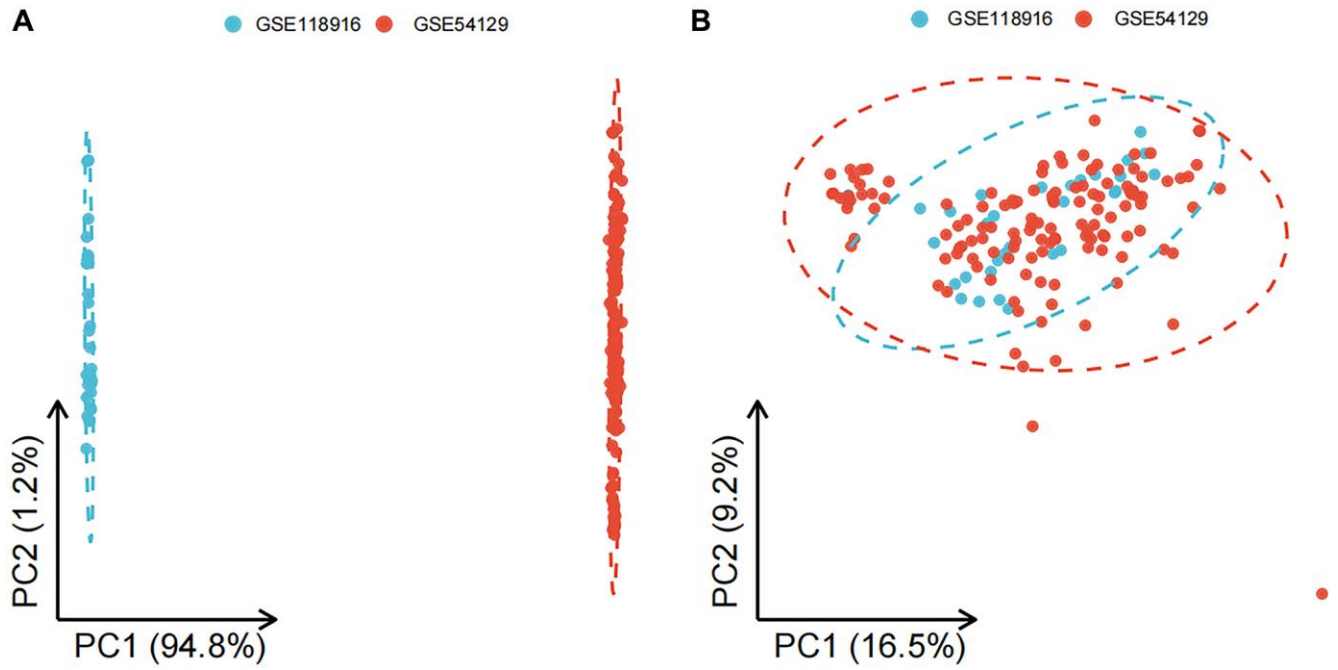 A
GSE118916 GSE54129
PC2 (1.2%)
PC1 (94.8%)
B
GSE118916 GSE54129
PC2 (9.2%)
PC1 (16.5%)